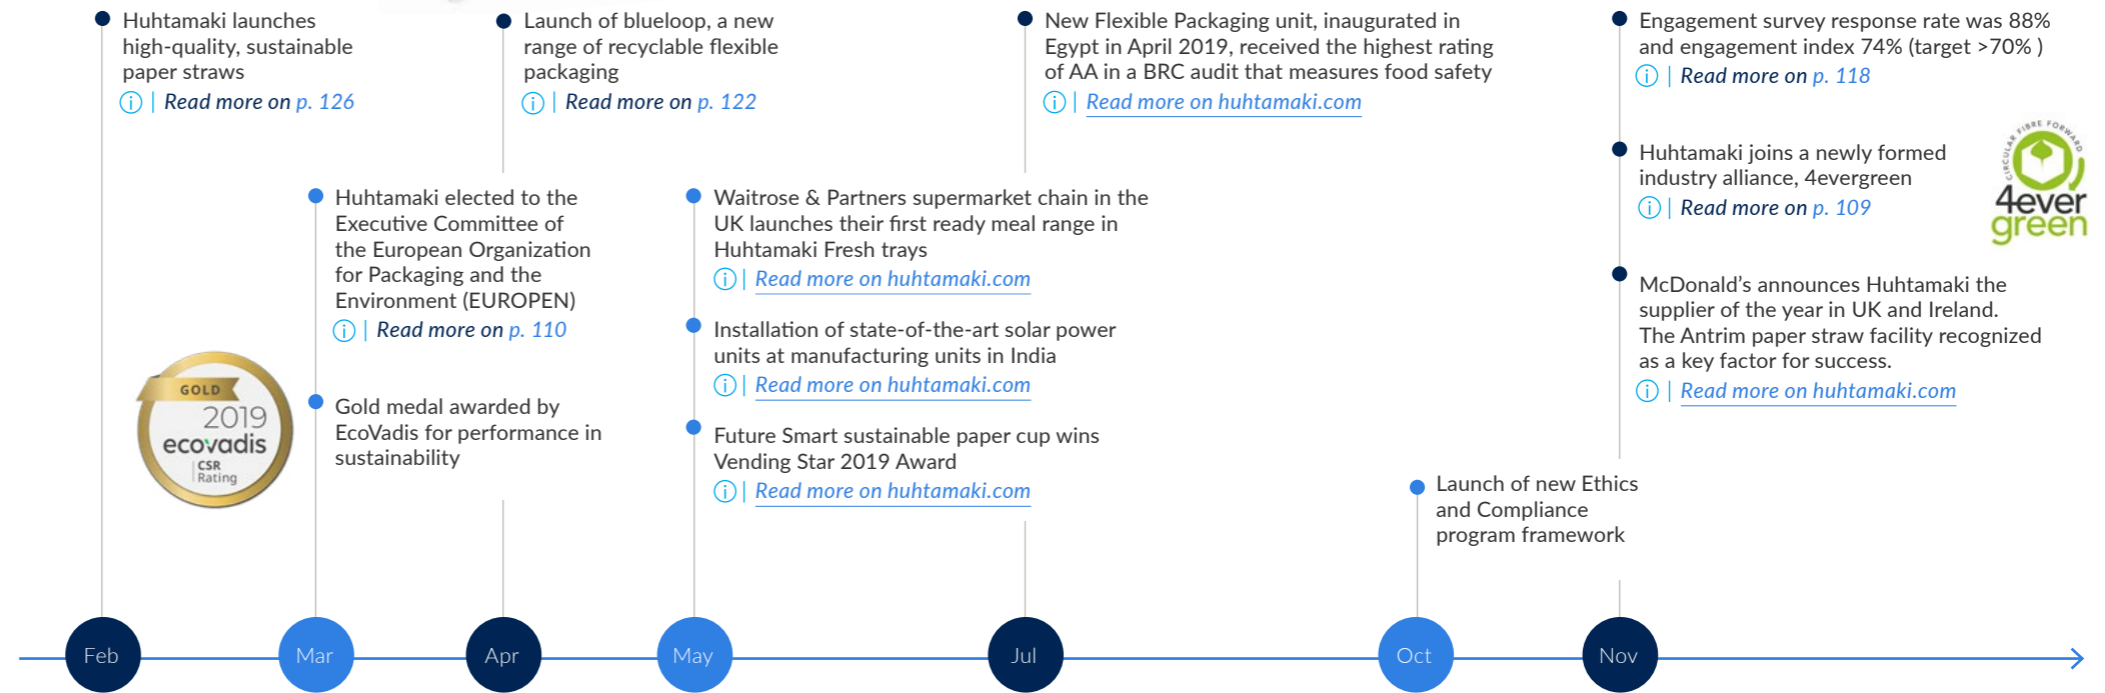 Huhtamaki launches
high-quality, sustainable
paper straws
i | Read more on p. 126
Launch of blueloop, a new
range of recyclable flexible
packaging
i | Read more on p. 122
New Flexible Packaging unit, inaugurated in
Egypt in April 2019, received the highest rating
of AA in a BRC audit that measures food safety
i | Read more on huhtamaki.com
Engagement survey response rate was 88%
and engagement index 74% (target >70% )
i | Read more on p. 118
Huhtamaki joins a newly formed
industry alliance, 4evergreen
i | Read more on p. 109
CIRCULAR FIBRE FORWARD
4ever
green
McDonald’s announces Huhtamaki the
supplier of the year in UK and Ireland.
The Antrim paper straw facility recognized
as a key factor for success.
i | Read more on huhtamaki.com
Huhtamaki elected to the
Executive Committee of
the European Organization
for Packaging and the
Environment (EUROPEN)
i | Read more on p. 110
GOLD
2019
ecovadis
CSR
Rating
Gold medal awarded by
EcoVadis for performance in
sustainability
Waitrose & Partners supermarket chain in the
UK launches their first ready meal range in
Huhtamaki Fresh trays
i | Read more on huhtamaki.com
Installation of state-of-the-art solar power
units at manufacturing units in India
i | Read more on huhtamaki.com
Future Smart sustainable paper cup wins
Vending Star 2019 Award
i | Read more on huhtamaki.com
Launch of new Ethics
and Compliance
program framework
Feb
Mar
Apr
May
Jul
Oct
Nov